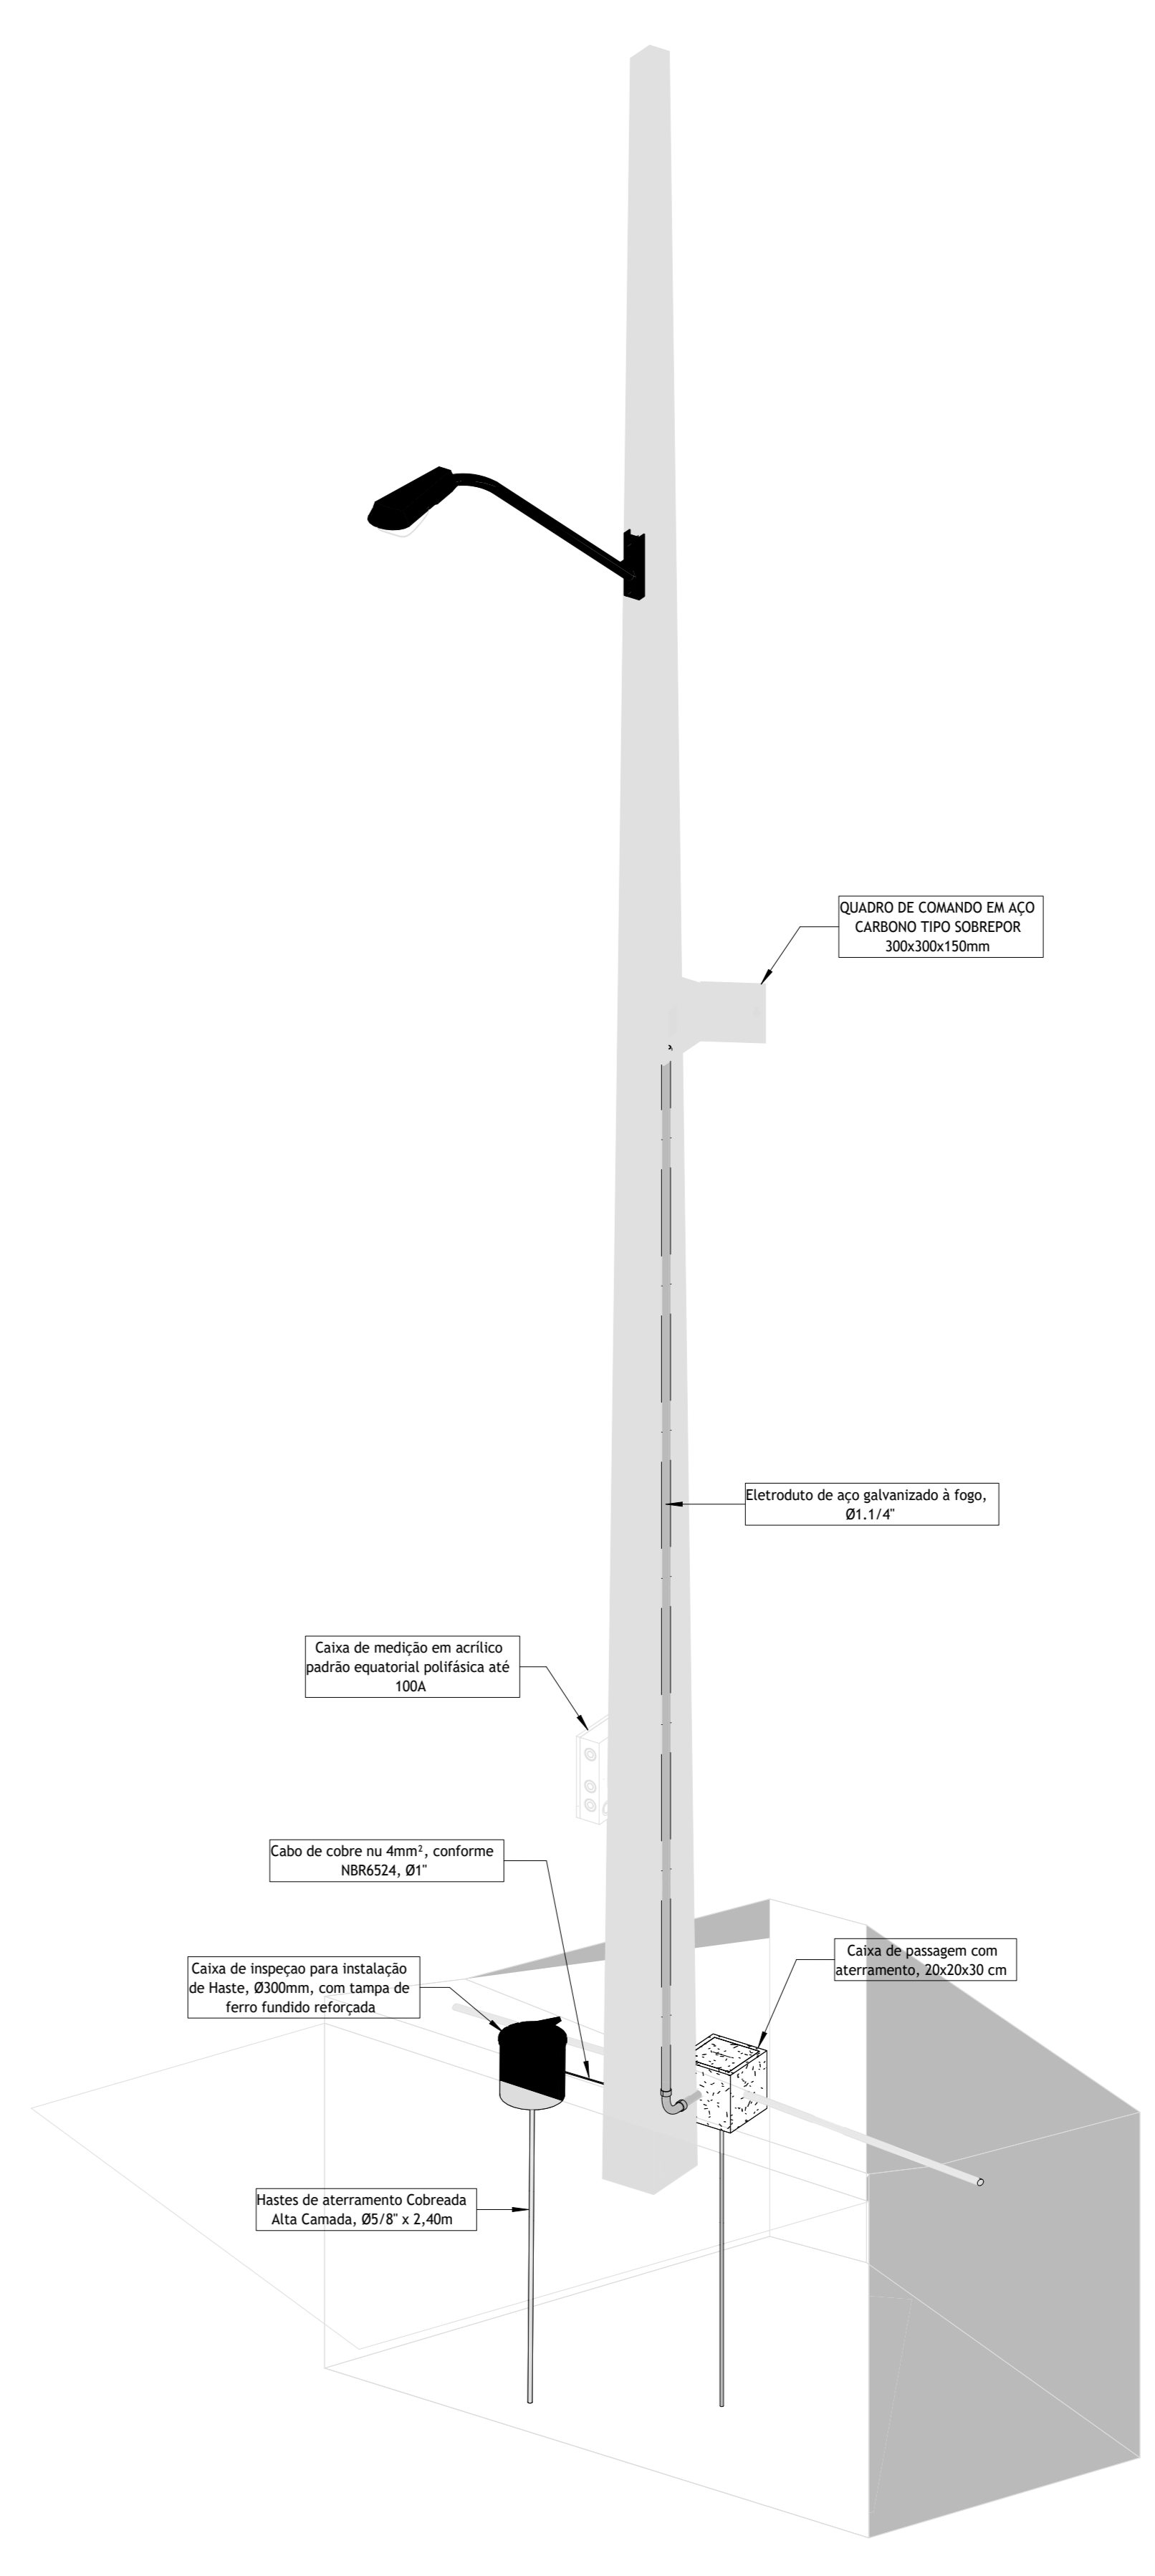 QUADRO DE COMANDO EM AÇO
CARBONO TIPO SOBREPOR
300x300x150mm
Eletroduto de aço galvanizado à fogo,
Ø1.1/4"
Caixa de medição em acrílico
padrão equatorial polifásica até
100A
Cabo de cobre nu 4mm², conforme
NBR6524, Ø1"
Caixa de passagem com
aterramento, 20x20x30 cm
Caixa de inspeçao para instalação
de Haste, Ø300mm, com tampa de
ferro fundido reforçada
Hastes de aterramento Cobreada
Alta Camada, Ø5/8" x 2,40m